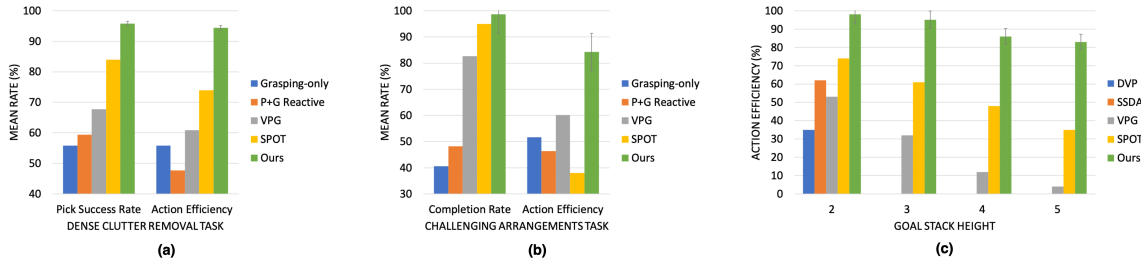 100
90
80
70
60
50
40
MEAN RATE (%)
Pick Success Rate Action Efficiency
DENSE CLUTTER REMOVAL TASK
Grasping-only
P+G Reactive
VPG
SPOT
Ours
(a)
100
90
80
70
60
50
40
30
MEAN RATE (%)
Completion Rate Action Efficiency
CHALLENGING ARRANGEMENTS TASK
Grasping-only
P+G Reactive
VPG
SPOT
Ours
(b)
100
90
80
70
60
50
40
30
20
10
0
ACTION EFFICIENCY (%)
2 3 4 5
GOAL STACK HEIGHT
DVP
SSDA
VPG
SPOT
Ours
(c)